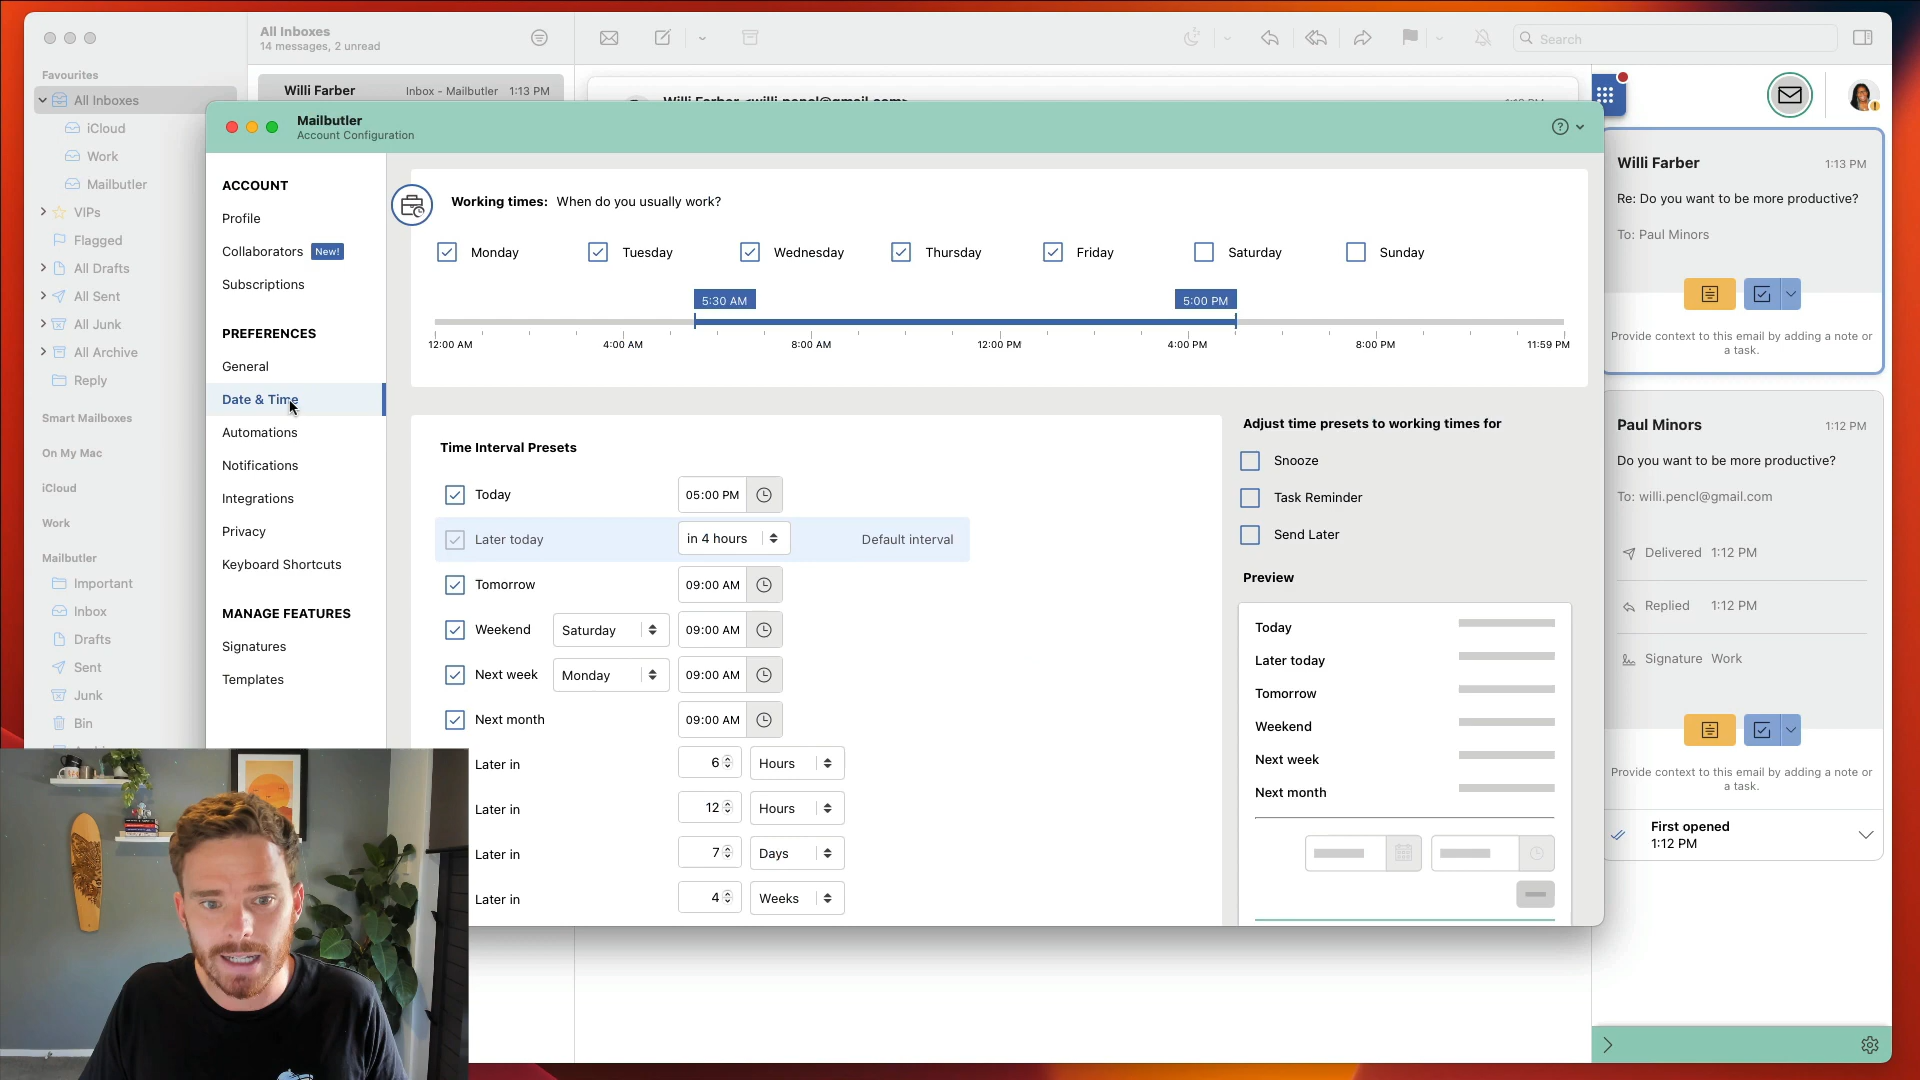 All Inboxes
14 messages, 2 unread
Search
Favourites
All Inboxes
iCloud
Work
Mailbutler
VIPs
Flagged
All Drafts
All Sent
All Junk
All Archive
Reply
Smart Mailboxes
On My Mac
iCloud
Work
Mailbutler
Important
Inbox
Drafts
Sent
Junk
Bin
Willi Farber
Inbox - Mailbutler 1:13 PM
Willi Farber <willi.pencl@gmail.com>
Mailbutler
Account Configuration
ACCOUNT
Profile
Collaborators New!
Subscriptions
PREFERENCES
General
Date & Time
Automations
Notifications
Integrations
Privacy
Keyboard Shortcuts
MANAGE FEATURES
Signatures
Templates
Working times: When do you usually work?
Monday Tuesday Wednesday Thursday Friday Saturday Sunday
5:30 AM 5:00 PM
12:00 AM 4:00 AM 8:00 AM 12:00 PM 4:00 PM 8:00 PM 11:59 PM
Time Interval Presets
Today 05:00 PM
Later today in 4 hours Default interval
Tomorrow 09:00 AM
Weekend Saturday 09:00 AM
Next week Monday 09:00 AM
Next month 09:00 AM
Later in 6 Hours
Later in 12 Hours
Later in 7 Days
Later in 4 Weeks
Adjust time presets to working times for
Snooze
Task Reminder
Send Later
Preview
Today
Later today
Tomorrow
Weekend
Next week
Next month
Willi Farber 1:13 PM
Re: Do you want to be more productive?
To: Paul Minors
Provide context to this email by adding a note or
a task.
Paul Minors 1:12 PM
Do you want to be more productive?
To: willi.pencl@gmail.com
Delivered 1:12 PM
Replied 1:12 PM
Signature Work
Provide context to this email by adding a note or
a task.
First opened
1:12 PM